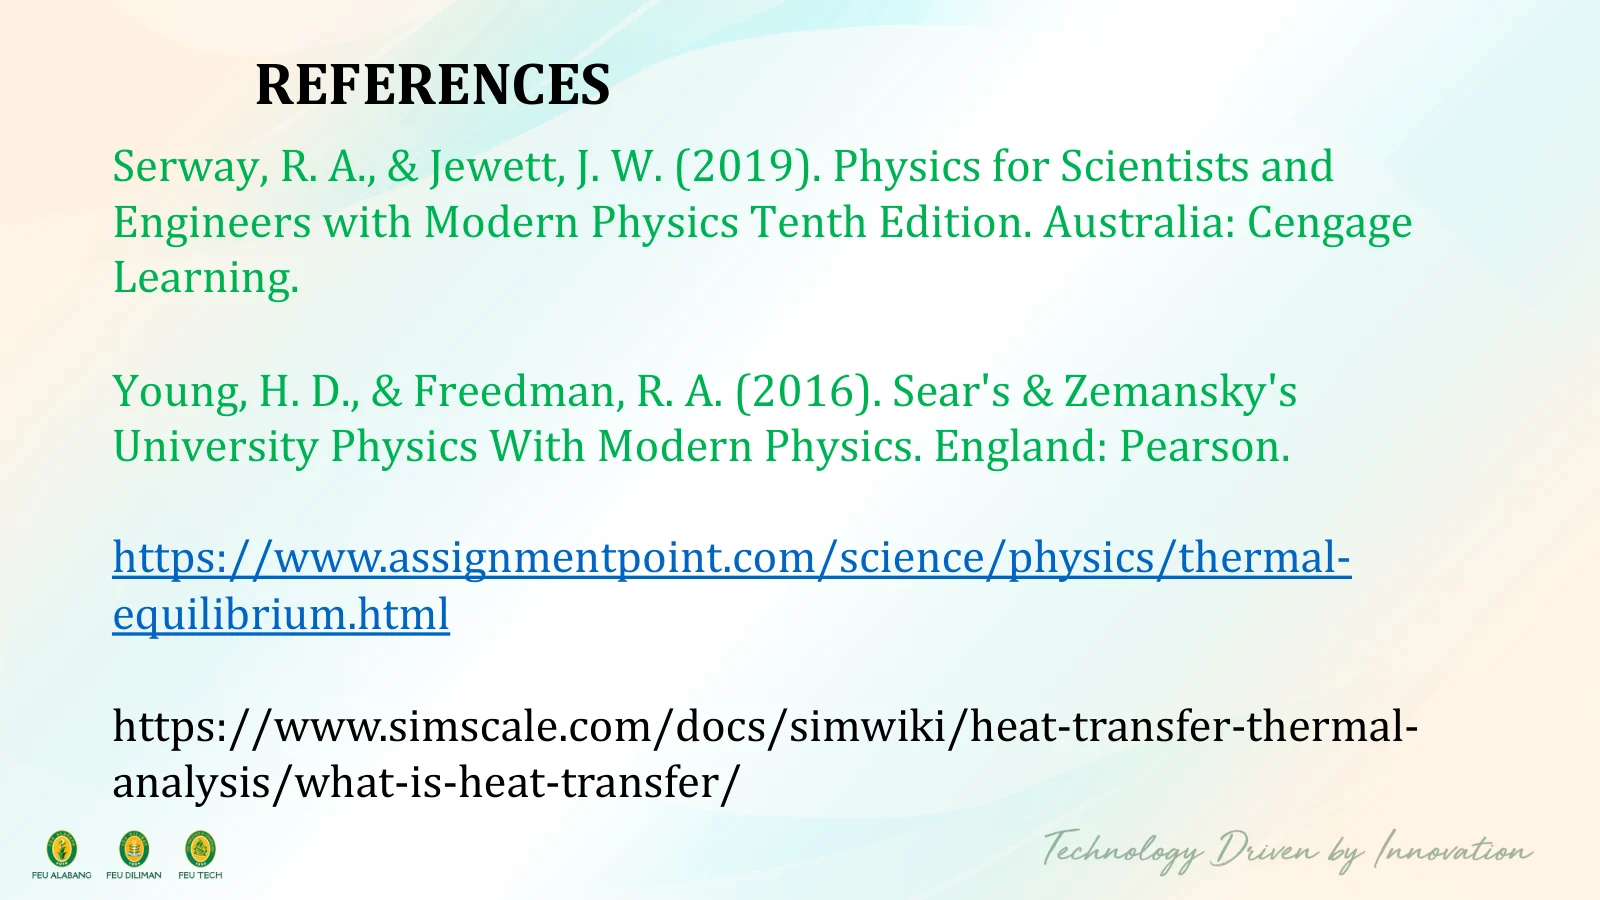 REFERENCES
Serway, R. A., & Jewett, J. W. (2019). Physics for Scientists and
Engineers with Modern Physics Tenth Edition. Australia: Cengage
Learning.
Young, H. D., & Freedman, R. A. (2016). Sear's & Zemansky's
University Physics With Modern Physics. England: Pearson.
https://www.assignmentpoint.com/science/physics/thermal-
equilibrium.html
https://www.simscale.com/docs/simwiki/heat-transfer-thermal-
analysis/what-is-heat-transfer/
FEU ALABANG FEU DILIMAN FEU TECH
Technology Driven by Innovation